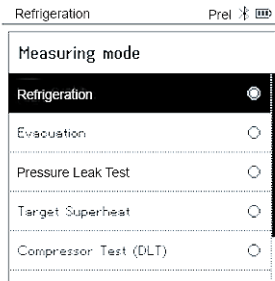 Refrigeration Prel
Measuring mode
Refrigeration
Evacuation
Pressure Leak Test
Target Superheat
Compressor Test (DLT)